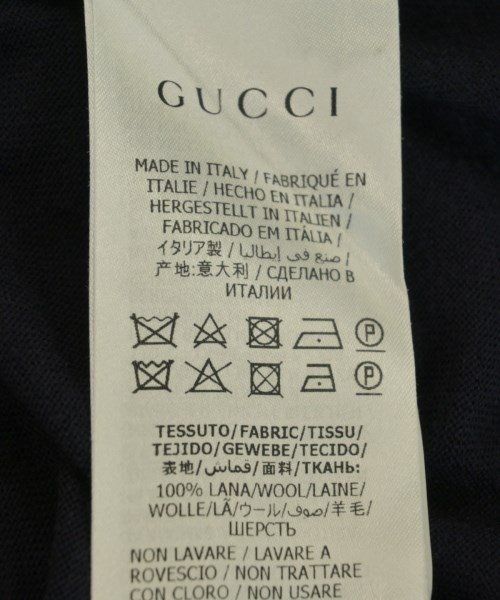 GUCCI
MADE IN ITALY / FABRIQUÉ EN
ITALIE / HECHO EN ITALIA /
HERGESTELLT IN ITALIEN /
FABRICADO EM ITÁLIA /
イタリア製 / صنع في إيطاليا /
产地:意大利 / СДЕЛАНО В
ИТАЛИИ
P
P
TESSUTO/FABRIC/TISSU/
TEJIDO/GEWEBE/TECIDO/
表地/قماش/面料/ТКАНЬ:
100% LANA/WOOL/LAINE/
WOLLE/LÃ/ウール/صوف/羊毛/
ШЕРСТЬ
NON LAVARE / LAVARE A
ROVESCIO / NON TRATTARE
CON CLORO / NON USARE